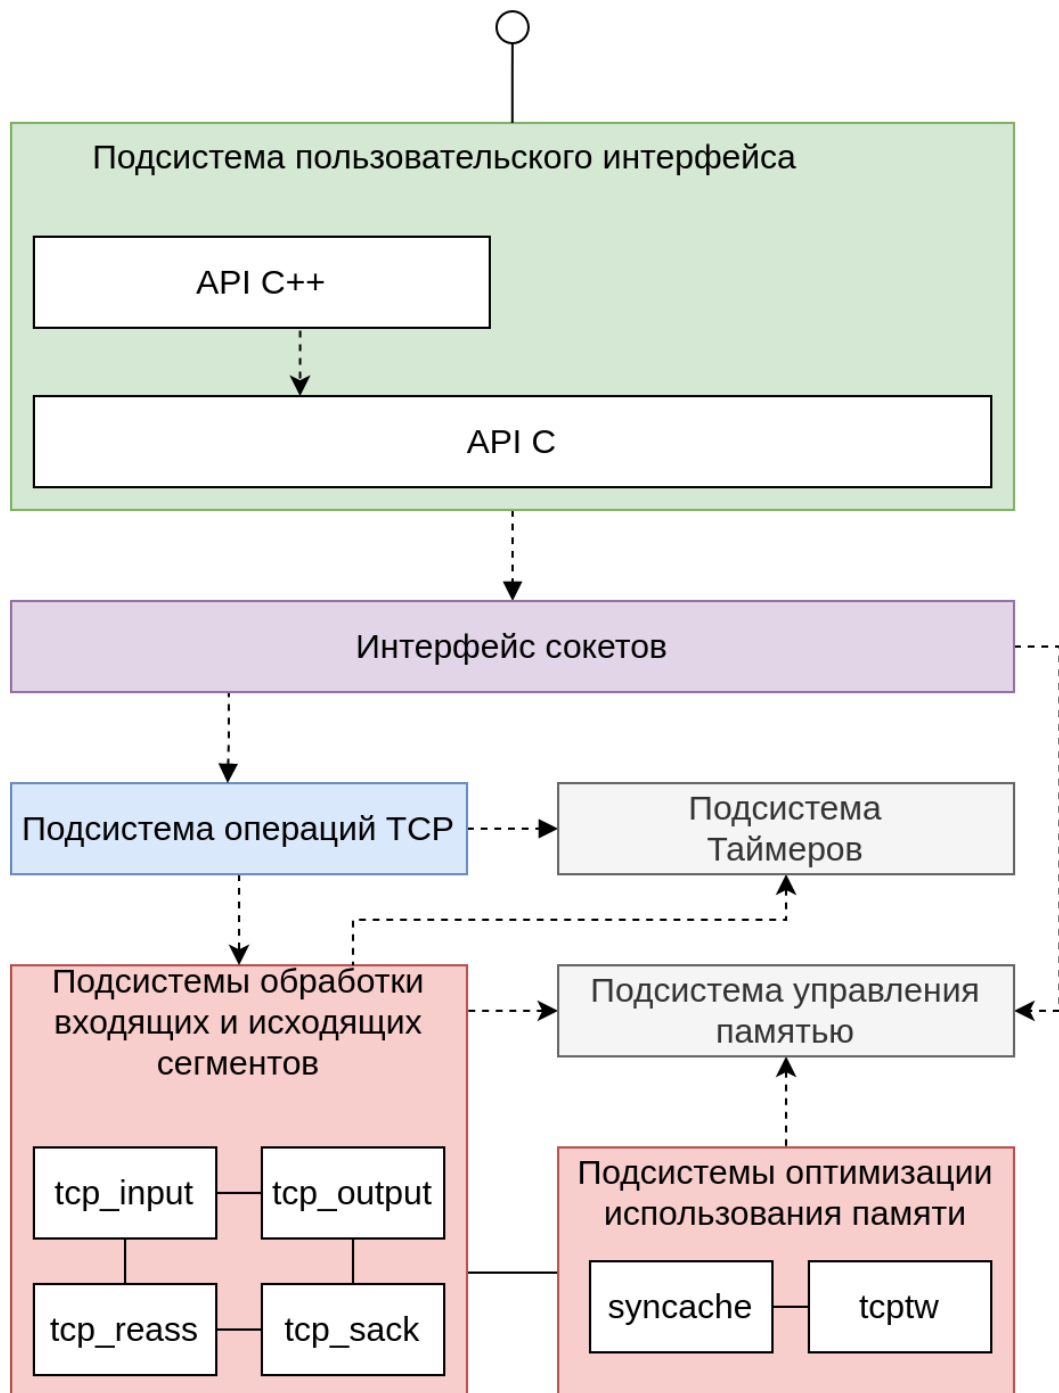 Подсистема пользовательского интерфейса
API C++
API C
Интерфейс сокетов
Подсистема операций TCP
Подсистема
Таймеров
Подсистемы обработки
входящих и исходящих
сегментов
Подсистема управления
памятью
tcp_input
tcp_output
tcp_reass
tcp_sack
Подсистемы оптимизации
использования памяти
syncache
tcptw